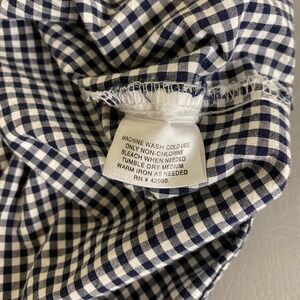 MACHINE WASH COLD USE
ONLY NON-CHLORINE
BLEACH WHEN NEEDED
TUMBLE DRY MEDIUM
WARM IRON AS NEEDED
RN # 42000.